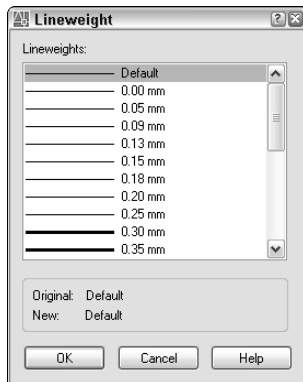 Lineweight
Lineweights:
Default
0.00 mm
0.05 mm
0.09 mm
0.13 mm
0.15 mm
0.18 mm
0.20 mm
0.25 mm
0.30 mm
0.35 mm
Original: Default
New: Default
OK Cancel Help